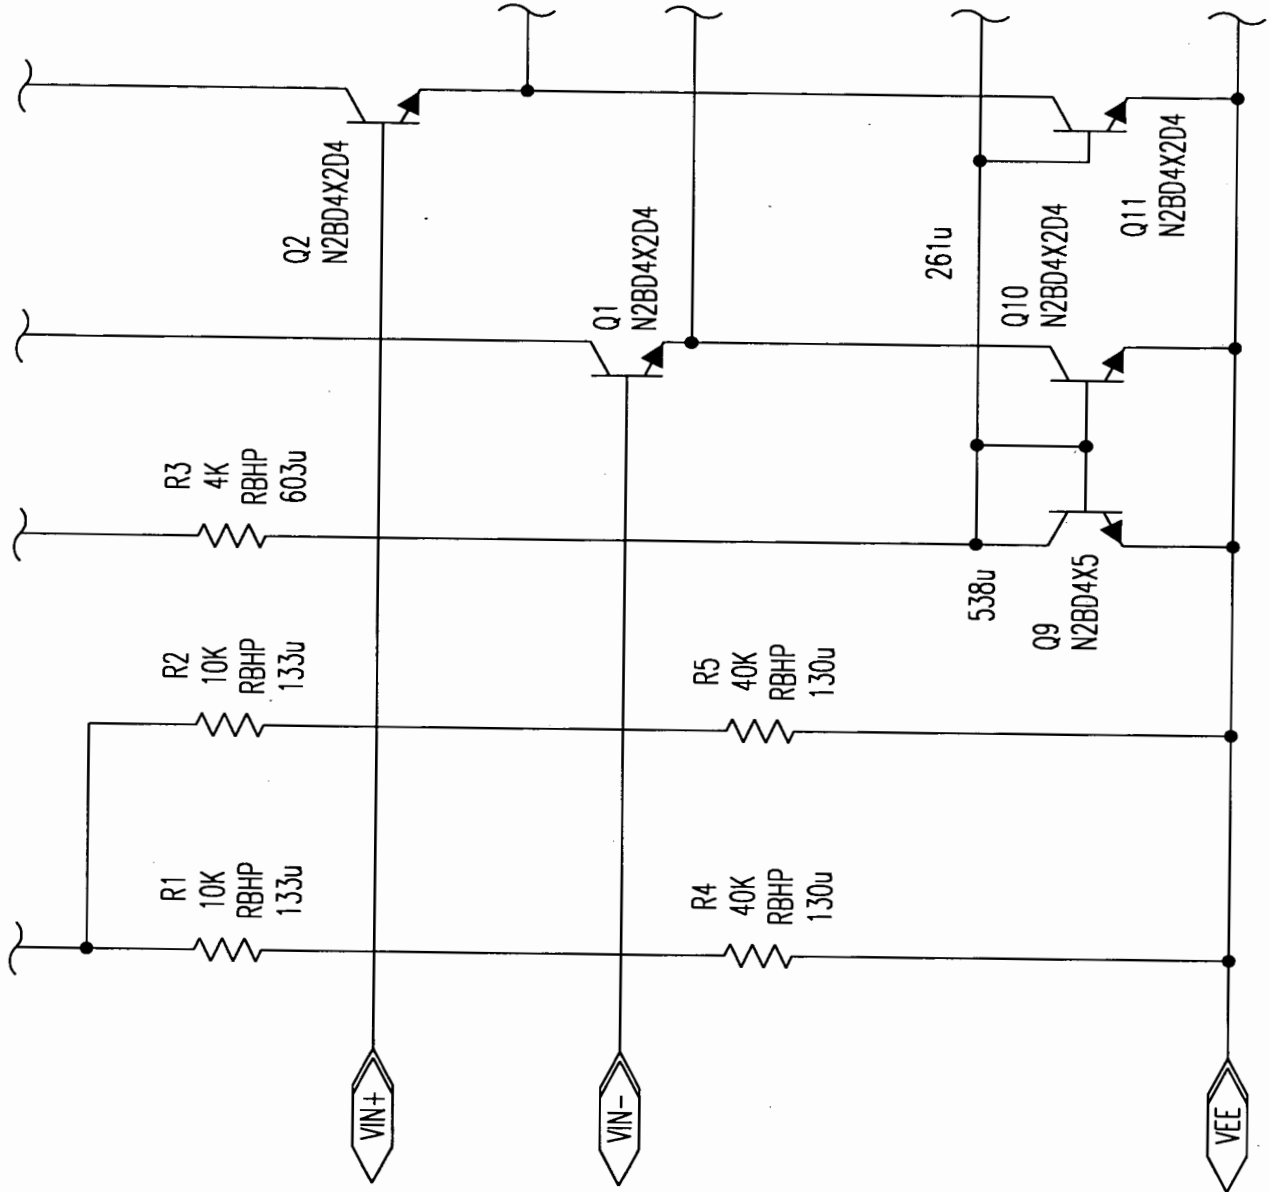 Q2
N2BD4X2D4
Q1
N2BD4X2D4
261u
Q10
N2BD4X2D4
Q11
N2BD4X2D4
R3
4K
RBHP
603u
538u
Q9
N2BD4X5
R2
10K
RBHP
133u
R5
40K
RBHP
130u
R1
10K
RBHP
133u
R4
40K
RBHP
130u
VIN+
VIN-
VEE